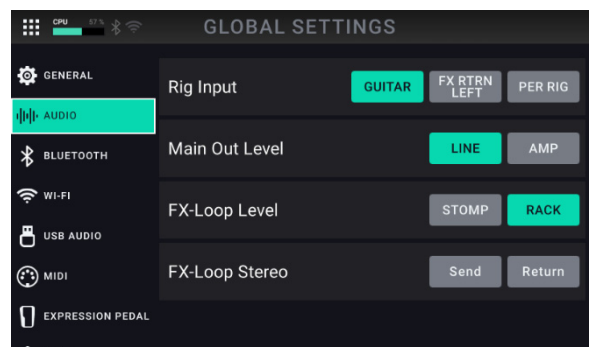 CPU 57% GLOBAL SETTINGS
GENERAL
AUDIO
BLUETOOTH
WI-FI
USB AUDIO
MIDI
EXPRESSION PEDAL
Rig Input GUITAR FX RTRN LEFT PER RIG
Main Out Level LINE AMP
FX-Loop Level STOMP RACK
FX-Loop Stereo Send Return